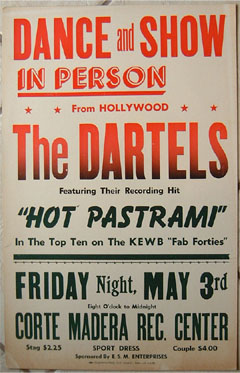 DANCE and SHOW
IN PERSON
From HOLLYWOOD
The DARTELS
Featuring Their Recording Hit
"HOT PASTRAMI"
In The Top Ten on The KEWB "Fab Forties"
FRIDAY Night, MAY 3rd
Eight O'clock to Midnight
CORTE MADERA REC. CENTER
Stag $2.25 SPORT DRESS Couple $4.00
Sponsored By R. S. M. ENTERPRISES